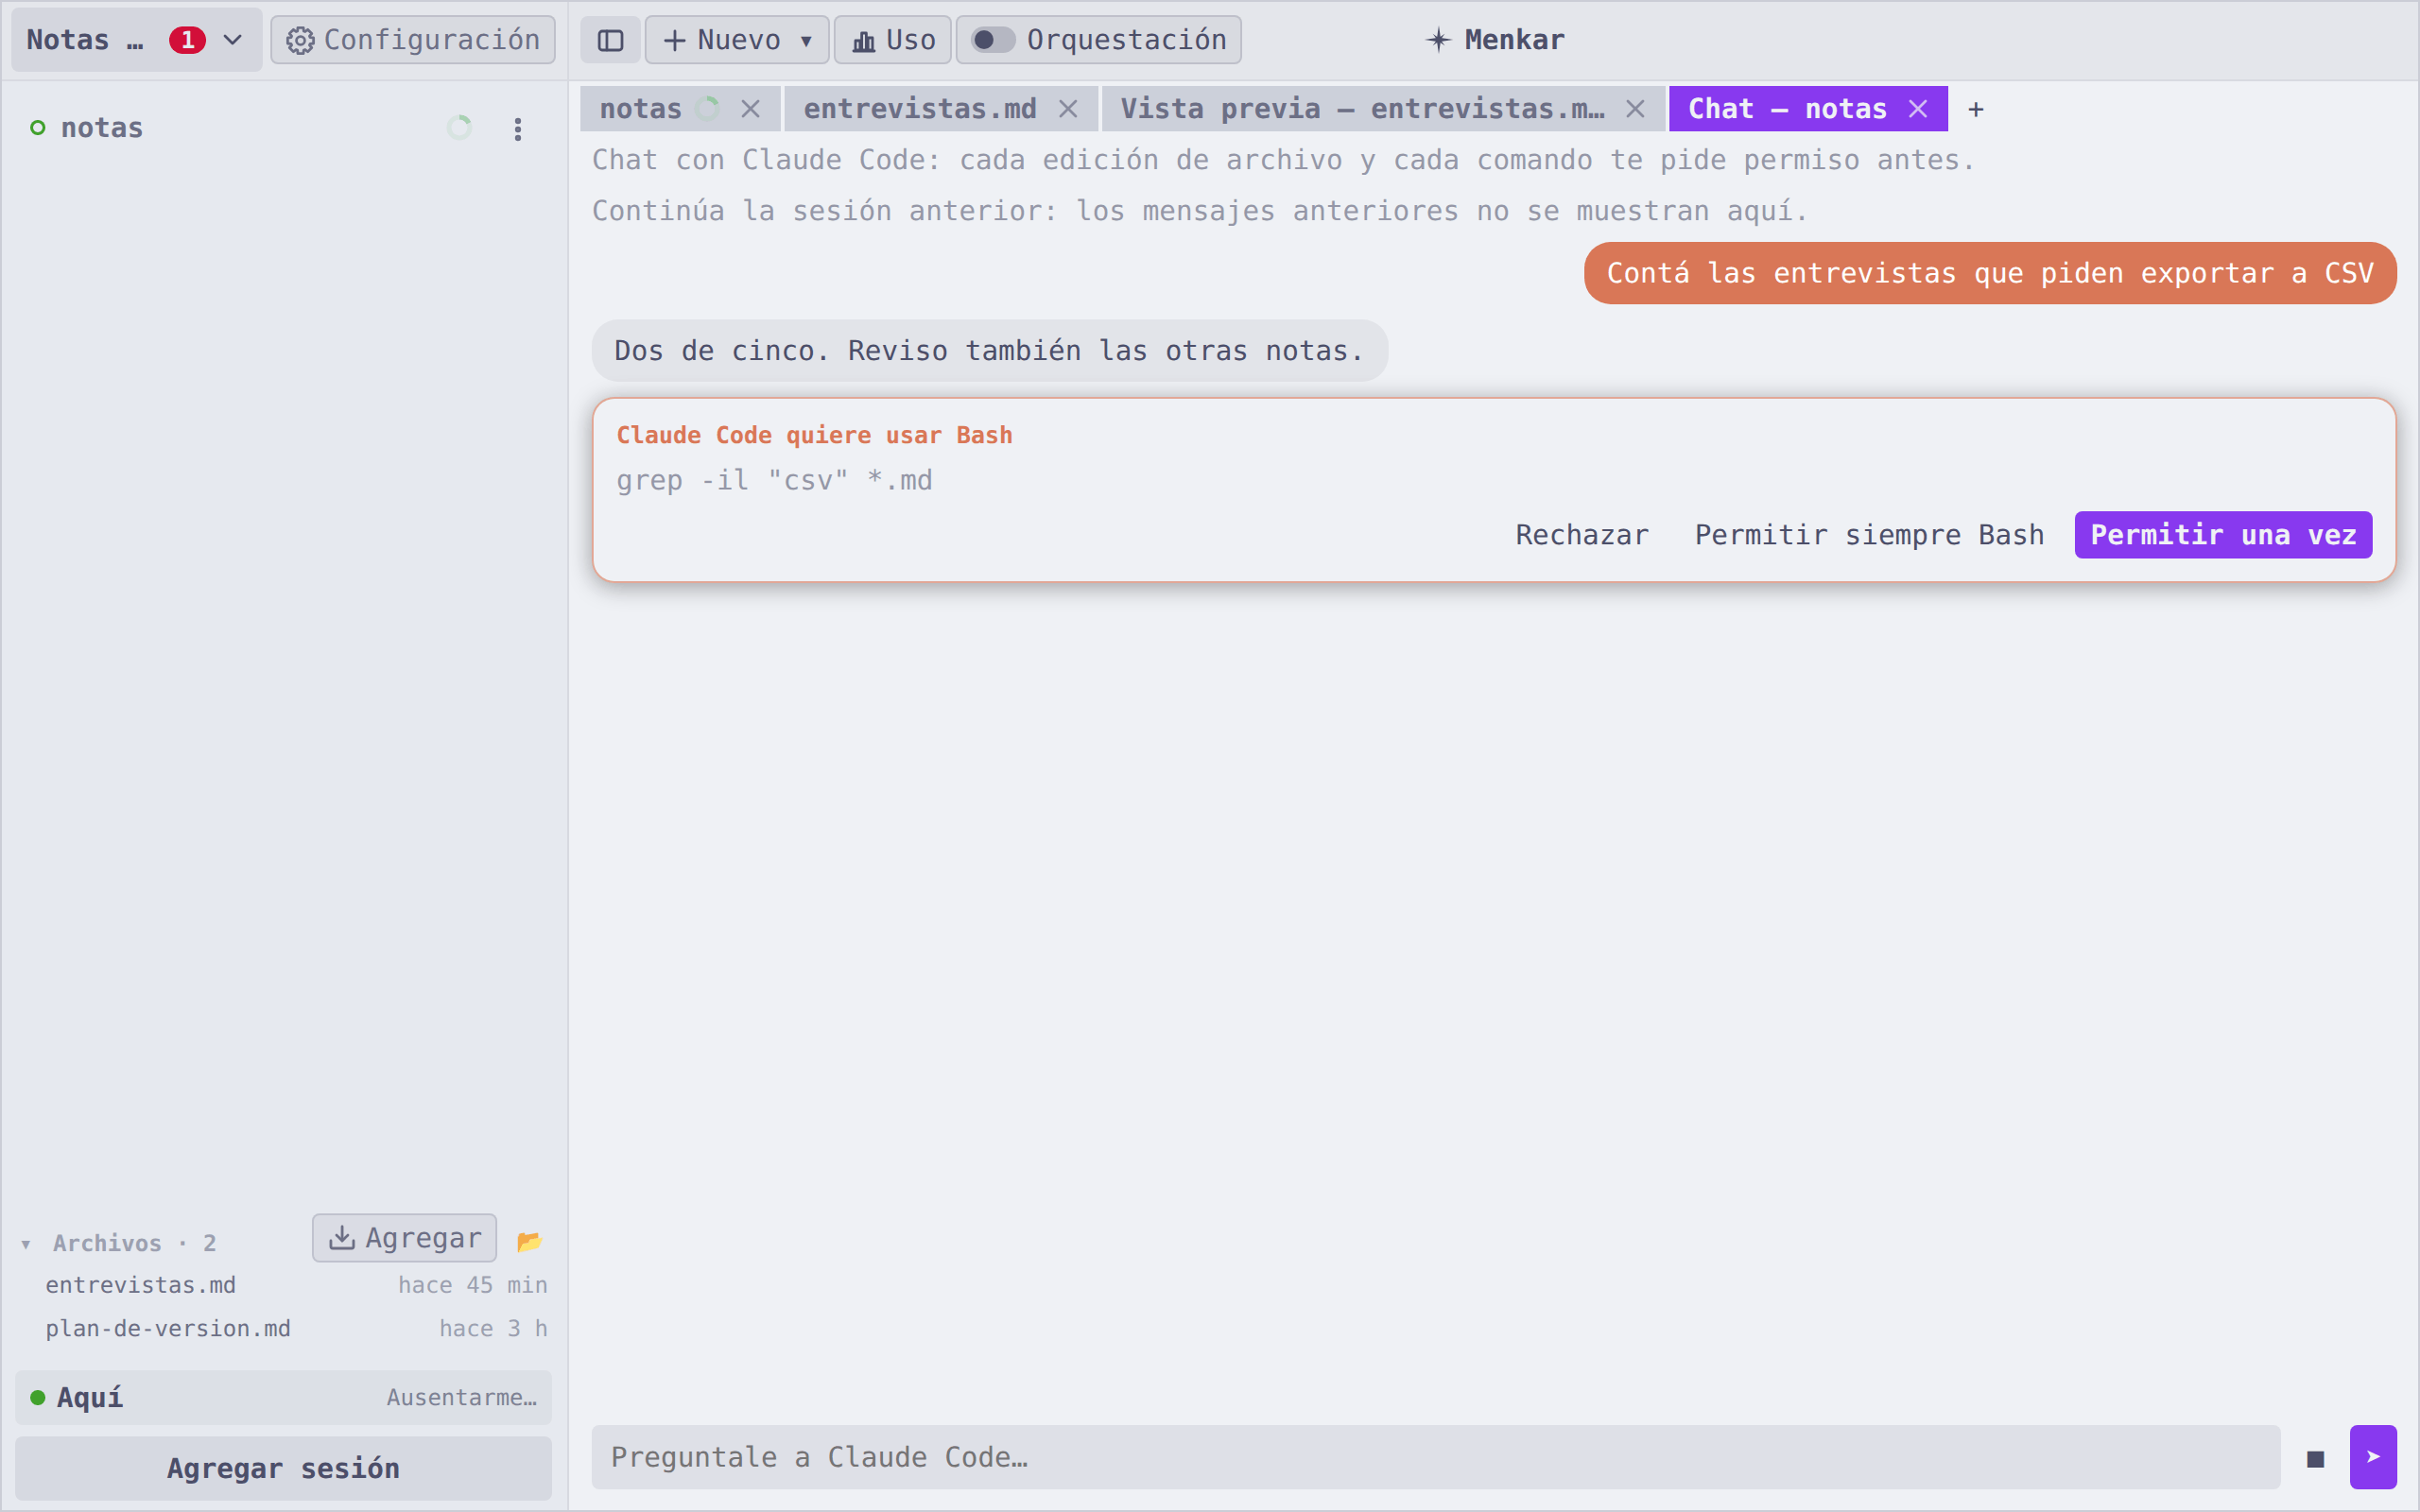 Notas … 1
Configuración
Nuevo ▾
Uso
Orquestación
Menkar
notas
notas
entrevistas.md
Vista previa — entrevistas.m…
Chat — notas
+
Chat con Claude Code: cada edición de archivo y cada comando te pide permiso antes.
Continúa la sesión anterior: los mensajes anteriores no se muestran aquí.
Contá las entrevistas que piden exportar a CSV
Dos de cinco. Reviso también las otras notas.
Claude Code quiere usar Bash
grep -il "csv" *.md
Rechazar
Permitir siempre Bash
Permitir una vez
▾ Archivos · 2
Agregar
entrevistas.md hace 45 min
plan-de-version.md hace 3 h
Aquí Ausentarme…
Agregar sesión
Preguntale a Claude Code…